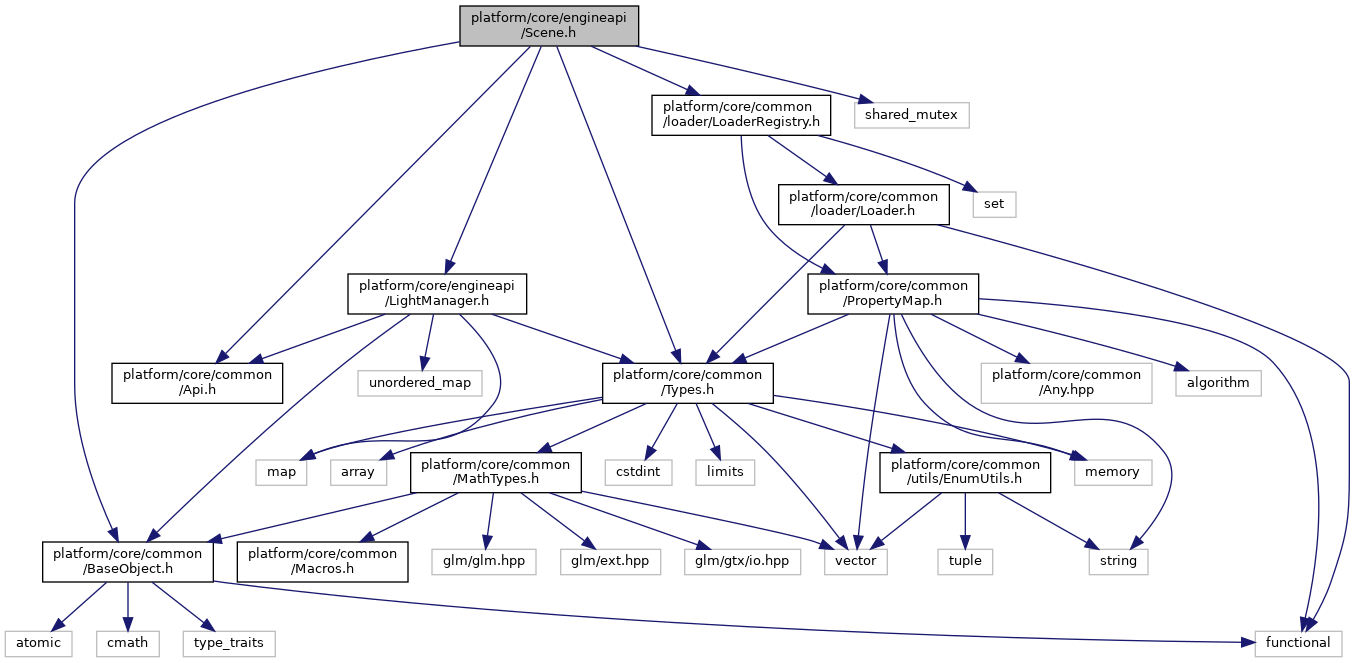 platform/core/engineapi
/Scene.h
platform/core/common
/loader/LoaderRegistry.h
shared_mutex
platform/core/common
/loader/Loader.h
set
platform/core/engineapi
/LightManager.h
platform/core/common
/PropertyMap.h
platform/core/common
/Api.h
unordered_map
platform/core/common
/Types.h
platform/core/common
/Any.hpp
algorithm
map
array
platform/core/common
/MathTypes.h
cstdint
limits
platform/core/common
/utils/EnumUtils.h
memory
platform/core/common
/BaseObject.h
platform/core/common
/Macros.h
glm/glm.hpp
glm/ext.hpp
glm/gtx/io.hpp
vector
tuple
string
atomic
cmath
type_traits
functional